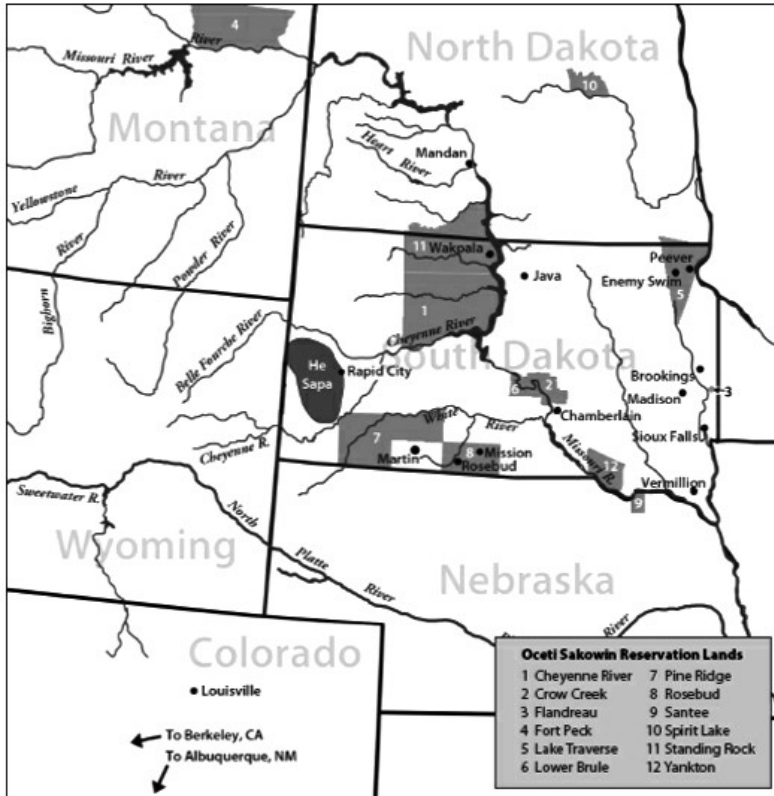 4
North Dakota
Missouri River
River
10
Montana
Heart River
Mandan
Yellowstone River
River
Powder River
11 Wakpala
Peever
Enemy Swim
5
Java
Bighorn
1
Belle Fourche River
Cheyenne River
South Dakota
He
Sapa
Rapid City
6
2
Brookings
3
Madison
Chamberlain
White River
7
Sioux Falls
Cheyenne R.
Martin
8
Mission
Rosebud
Missouri R.
12
Vermillion
9
Sweetwater R.
North Platte River
Wyoming
Nebraska
River
Colorado
Louisville
To Berkeley, CA
To Albuquerque, NM
Oceti Sakowin Reservation Lands
1 Cheyenne River 7 Pine Ridge
2 Crow Creek 8 Rosebud
3 Flandreau 9 Santee
4 Fort Peck 10 Spirit Lake
5 Lake Traverse 11 Standing Rock
6 Lower Brule 12 Yankton